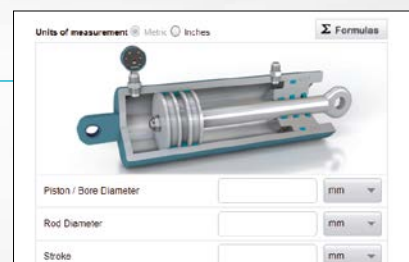 Units of measurement Metric Inches
Σ Formulas
Piston / Bore Diameter mm
Rod Diameter mm
Stroke mm